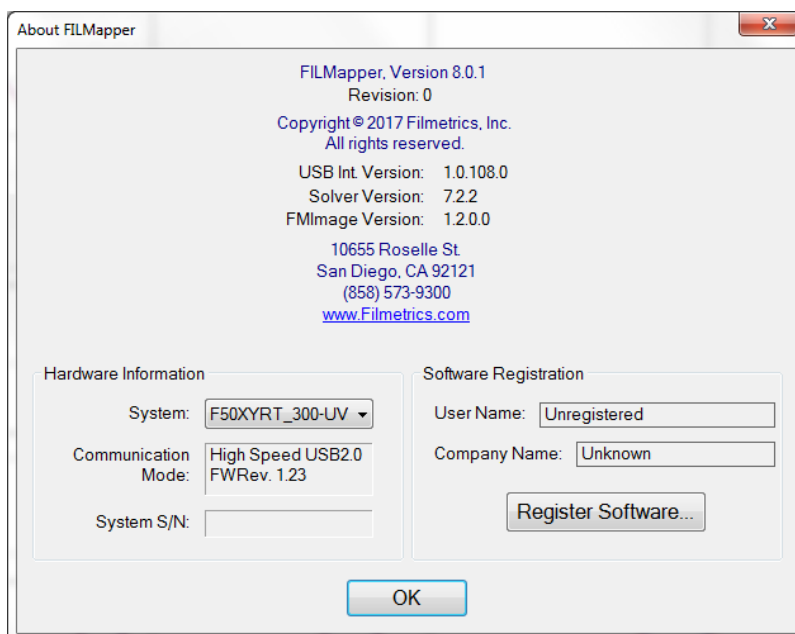 About FILMapper
FILMapper, Version 8.0.1
Revision: 0
Copyright © 2017 Filmetrics, Inc.
All rights reserved.
USB Int. Version: 1.0.108.0
Solver Version: 7.2.2
FMImage Version: 1.2.0.0
10655 Roselle St.
San Diego, CA 92121
(858) 573-9300
www.Filmetrics.com
Hardware Information
System: F50XYRT_300-UV
Communication Mode: High Speed USB2.0
FWRev. 1.23
System S/N:
Software Registration
User Name: Unregistered
Company Name: Unknown
Register Software...
OK